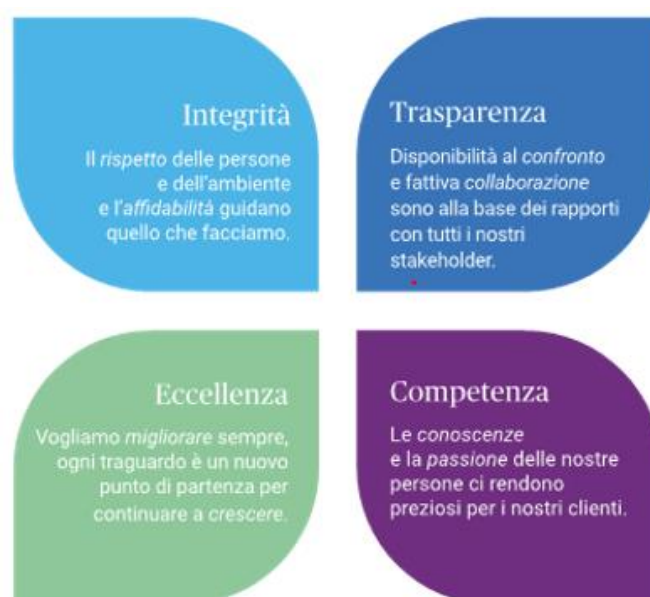 Integrità
Il rispetto delle persone
e dell'ambiente
e l'affidabilità guidano
quello che facciamo.
Trasparenza
Disponibilità al confronto
e fattiva collaborazione
sono alla base dei rapporti
con tutti i nostri
stakeholder.
Eccellenza
Vogliamo migliorare sempre,
ogni traguardo è un nuovo
punto di partenza per
continuare a crescere.
Competenza
Le conoscenze
e la passione delle nostre
persone ci rendono
preziosi per i nostri clienti.